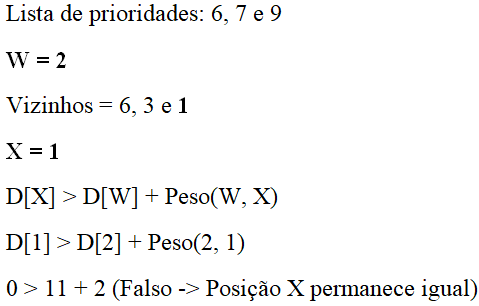 Lista de prioridades: 6, 7 e 9
W = 2
Vizinhos = 6, 3 e 1
X = 1
D[X] > D[W] + Peso(W, X)
D[1] > D[2] + Peso(2, 1)
0 > 11 + 2 (Falso -> Posição X permanece igual)